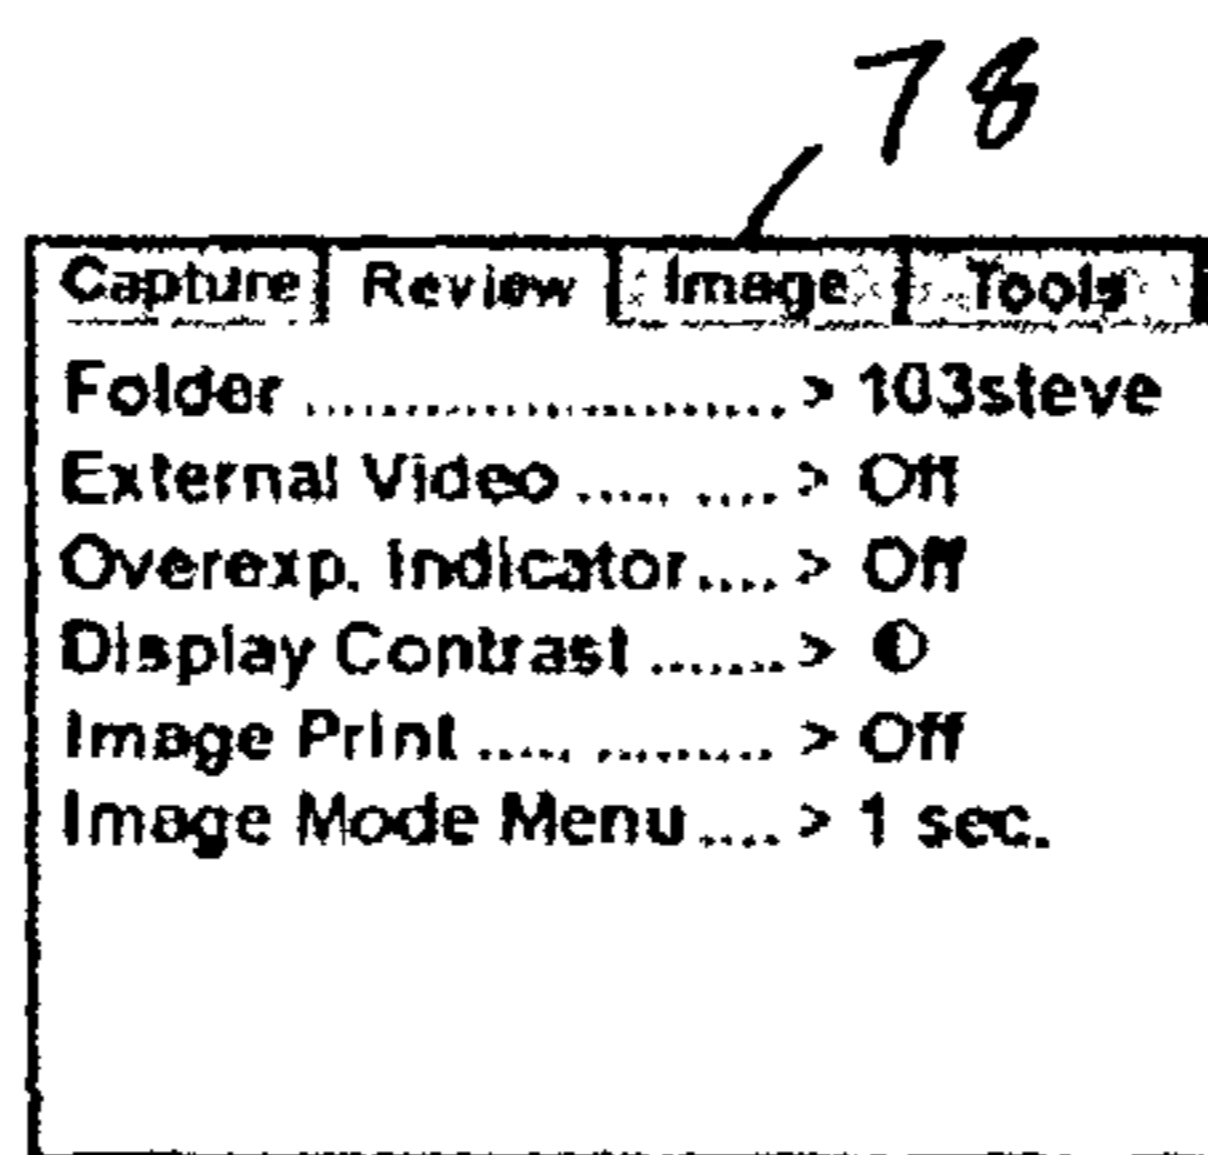 78
Capture Review Image Tools
Folder ........................ > 103steve
External Video ..... .... > Off
Overexp. Indicator.... > Off
Display Contrast ....... > ◐
Image Print ..... ......... > Off
Image Mode Menu.... > 1 sec.